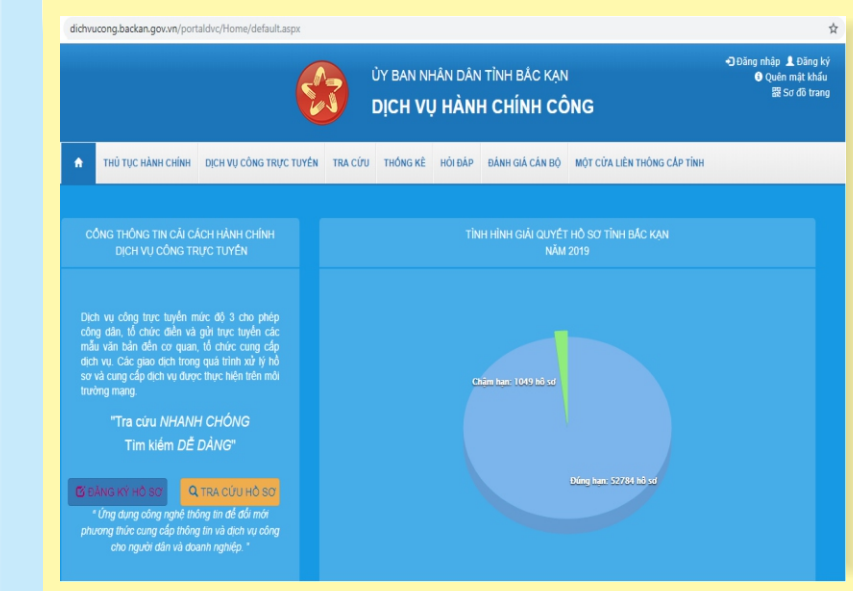 dichvucong.backan.gov.vn/portaldvc/Home/default.aspx
Đăng nhập Đăng ký
Quên mật khẩu
Sơ đồ trang
ỦY BAN NHÂN DÂN TỈNH BẮC KẠN
DỊCH VỤ HÀNH CHÍNH CÔNG
THỦ TỤC HÀNH CHÍNH DỊCH VỤ CÔNG TRỰC TUYẾN TRA CỨU THỐNG KÊ HỎI ĐÁP ĐÁNH GIÁ CÁN BỘ MỘT CỬA LIÊN THÔNG CẤP TỈNH
CỔNG THÔNG TIN CẢI CÁCH HÀNH CHÍNH
DỊCH VỤ CÔNG TRỰC TUYẾN
Dịch vụ công trực tuyến mức độ 3 cho phép
công dân, tổ chức điền và gửi trực tuyến các
mẫu văn bản đến cơ quan, tổ chức cung cấp
dịch vụ. Các giao dịch trong quá trình xử lý hồ
sơ và cung cấp dịch vụ được thực hiện trên môi
trường mạng.
"Tra cứu NHANH CHÓNG
Tìm kiếm DỄ DÀNG"
ĐĂNG KÝ HỒ SƠ TRA CỨU HỒ SƠ
" Ứng dụng công nghệ thông tin để đổi mới
phương thức cung cấp thông tin và dịch vụ công
cho người dân và doanh nghiệp. "
TÌNH HÌNH GIẢI QUYẾT HỒ SƠ TỈNH BẮC KẠN
NĂM 2019
Chậm hạn: 1049 hồ sơ
Đúng hạn: 52784 hồ sơ